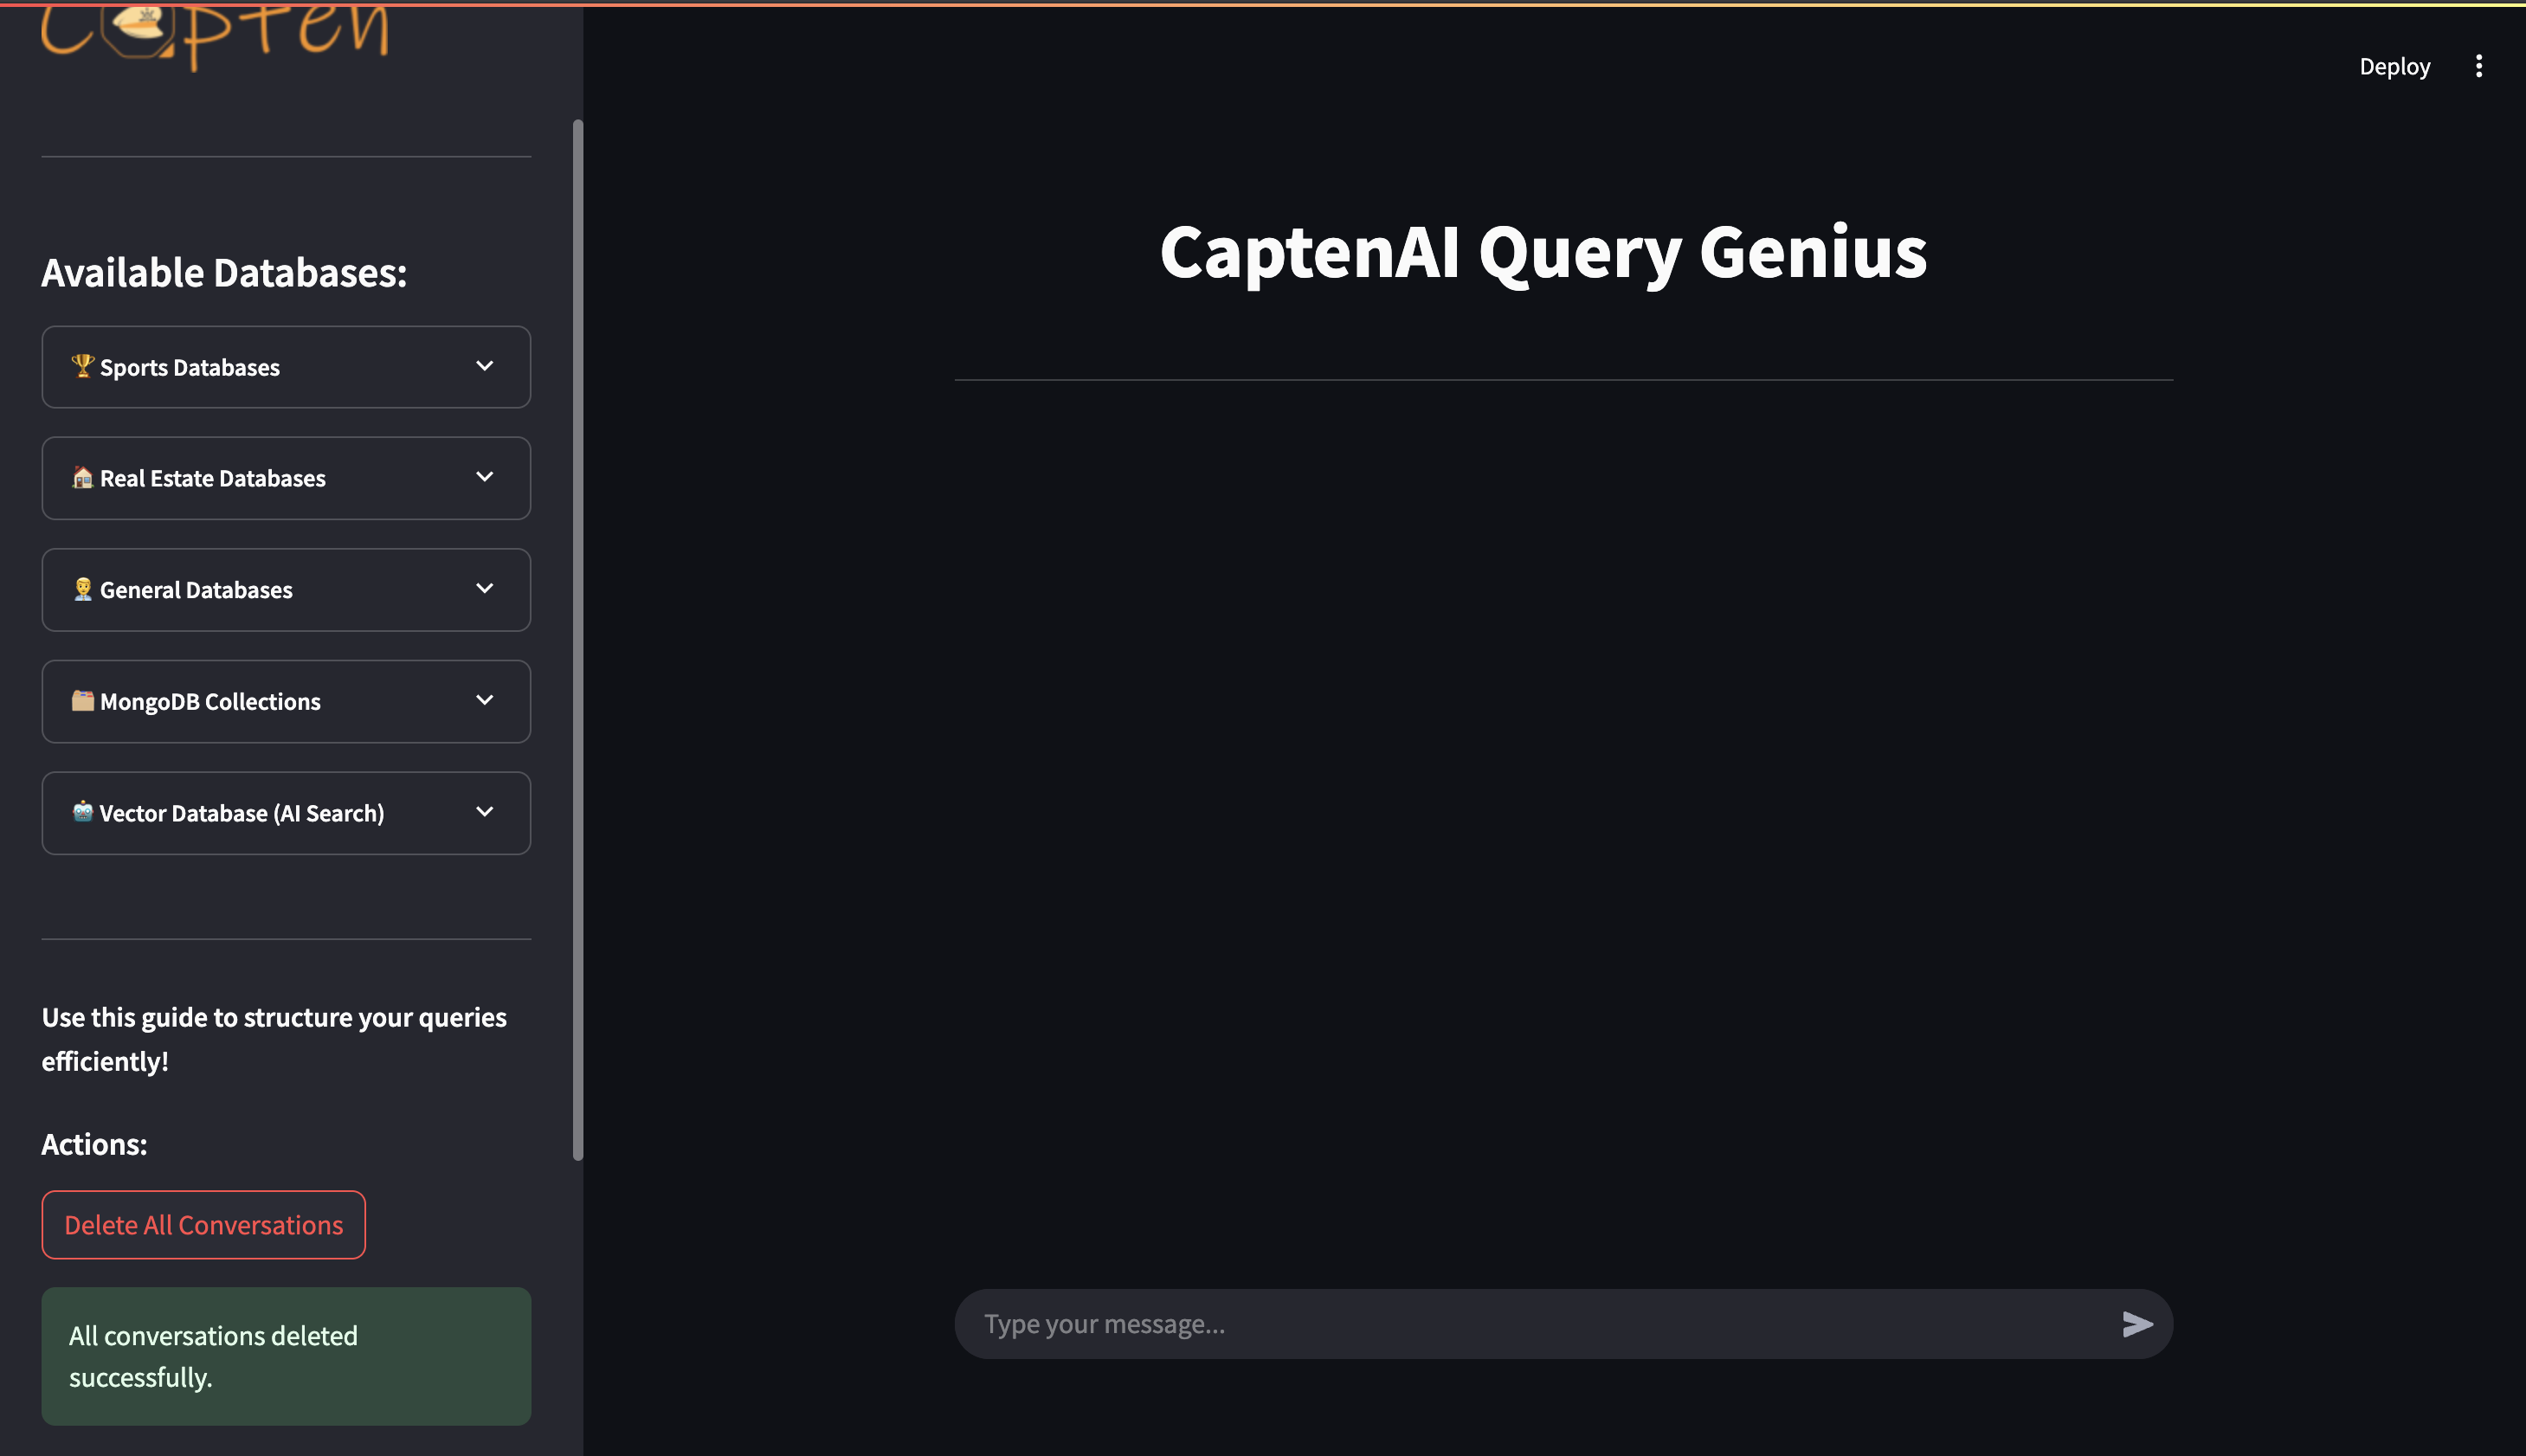 Capten
Deploy
Available Databases:
Sports Databases
Real Estate Databases
General Databases
MongoDB Collections
Vector Database (AI Search)
Use this guide to structure your queries
efficiently!
Actions:
Delete All Conversations
All conversations deleted
successfully.
CaptenAI Query Genius
Type your message...